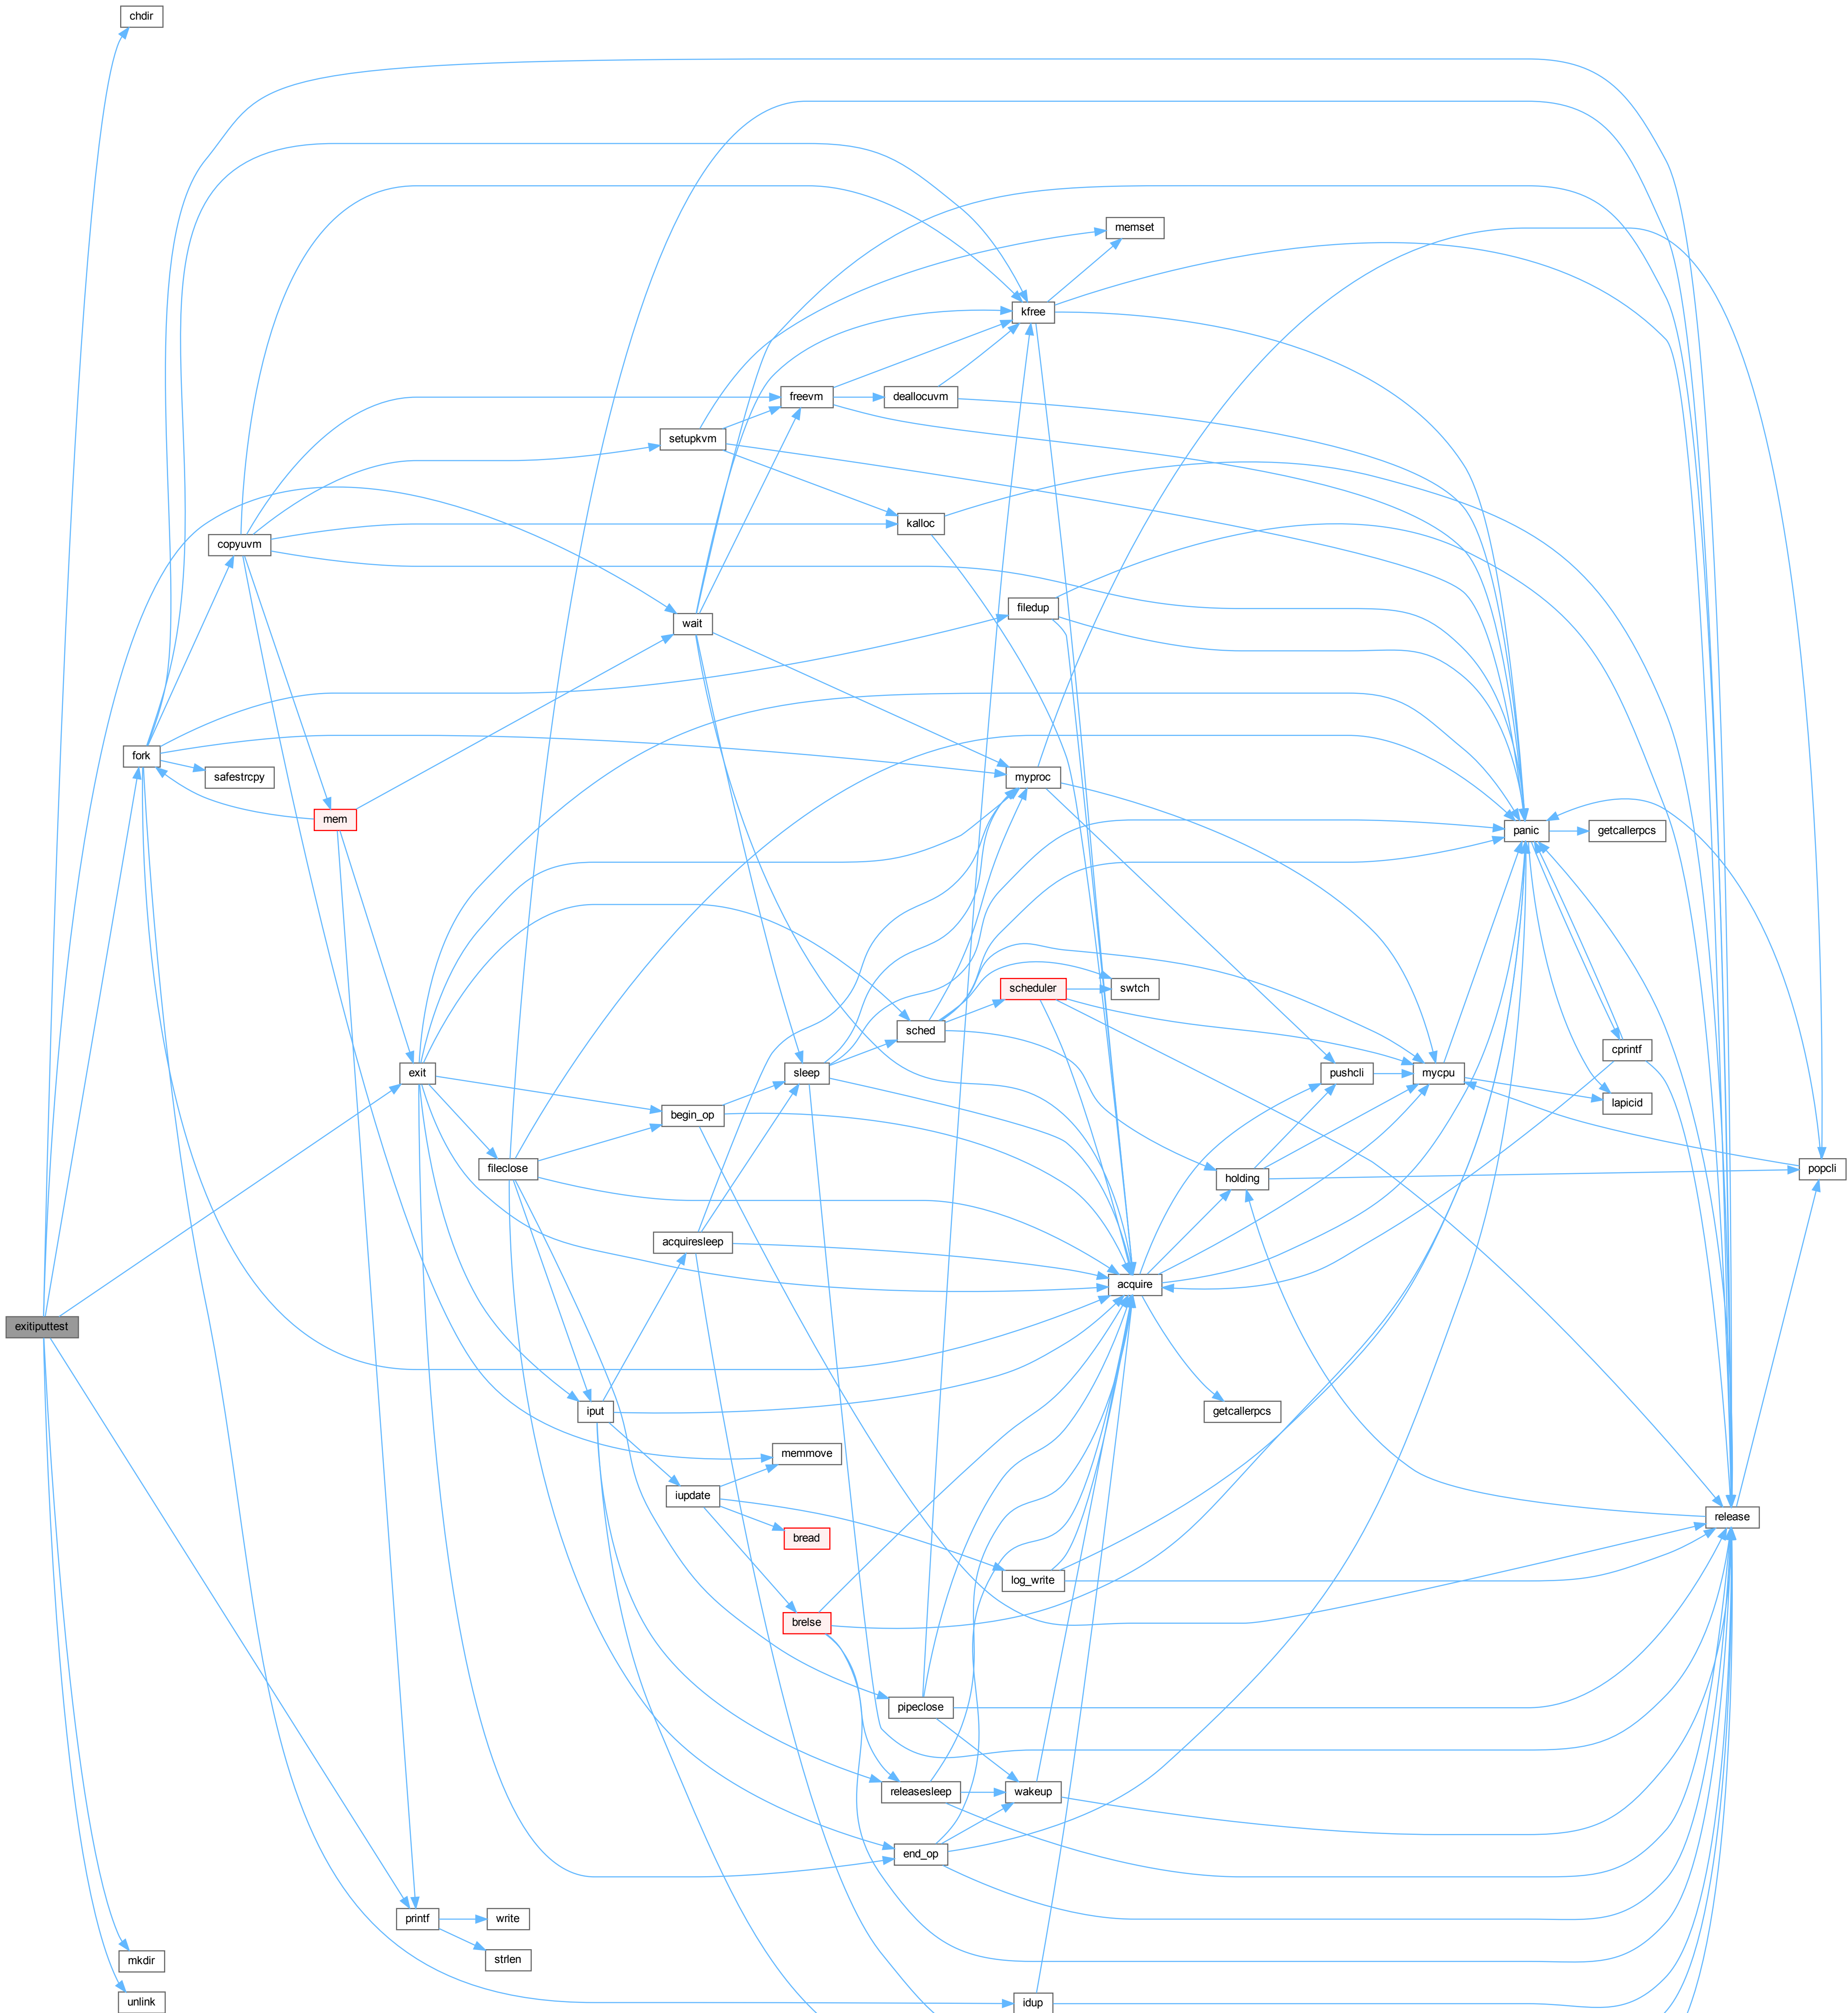 chdir
memset
kfree
freevm
deallocuvm
setupkvm
kalloc
copyuvm
filedup
wait
fork
safestrcpy
myproc
mem
panic
getcallerpcs
scheduler
swtch
sched
cprintf
exit
sleep
pushcli
mycpu
lapicid
begin_op
fileclose
popcli
holding
acquiresleep
acquire
exitiputtest
iput
getcallerpcs
memmove
iupdate
release
bread
log_write
brelse
pipeclose
releasesleep
wakeup
end_op
printf
write
mkdir
strlen
unlink
idup